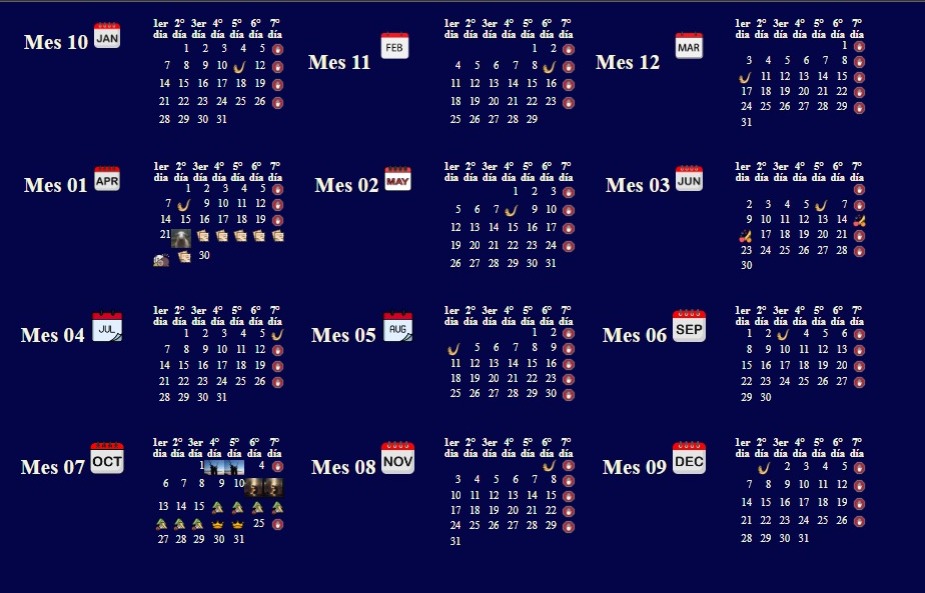 Mes 10 JAN
1er 2° 3er 4° 5° 6° 7°
día día día día día día día
1 2 3 4 5
7 8 9 10 12
14 15 16 17 18 19
21 22 23 24 25 26
28 29 30 31
Mes 11 FEB
1er 2° 3er 4° 5° 6° 7°
día día día día día día día
1 2
4 5 6 7 8
11 12 13 14 15 16
18 19 20 21 22 23
25 26 27 28 29
Mes 12 MAR
1er 2° 3er 4° 5° 6° 7°
día día día día día día día
1
3 4 5 6 7 8
11 12 13 14 15
17 18 19 20 21 22
24 25 26 27 28 29
31
Mes 01 APR
1er 2° 3er 4° 5° 6° 7°
día día día día día día día
1 2 3 4 5
7 9 10 11 12
14 15 16 17 18 19
21
30
Mes 02 MAY
1er 2° 3er 4° 5° 6° 7°
día día día día día día día
1 2 3
5 6 7 9 10
12 13 14 15 16 17
19 20 21 22 23 24
26 27 28 29 30 31
Mes 03 JUN
1er 2° 3er 4° 5° 6° 7°
día día día día día día día
2 3 4 5 7
9 10 11 12 13 14
17 18 19 20 21
23 24 25 26 27 28
30
Mes 04 JUL
1er 2° 3er 4° 5° 6° 7°
día día día día día día día
1 2 3 4 5
7 8 9 10 11 12
14 15 16 17 18 19
21 22 23 24 25 26
28 29 30 31
Mes 05 AUG
1er 2° 3er 4° 5° 6° 7°
día día día día día día día
1 2
5 6 7 8 9
11 12 13 14 15 16
18 19 20 21 22 23
25 26 27 28 29 30
Mes 06 SEP
1er 2° 3er 4° 5° 6° 7°
día día día día día día día
1 2 4 5 6
8 9 10 11 12 13
15 16 17 18 19 20
22 23 24 25 26 27
29 30
Mes 07 OCT
1er 2° 3er 4° 5° 6° 7°
día día día día día día día
1 4
6 7 8 9 10
13 14 15
25
27 28 29 30 31
Mes 08 NOV
1er 2° 3er 4° 5° 6° 7°
día día día día día día día
3 4 5 6 7 8
10 11 12 13 14 15
17 18 19 20 21 22
24 25 26 27 28 29
31
Mes 09 DEC
1er 2° 3er 4° 5° 6° 7°
día día día día día día día
2 3 4 5
7 8 9 10 11 12
14 15 16 17 18 19
21 22 23 24 25 26
28 29 30 31